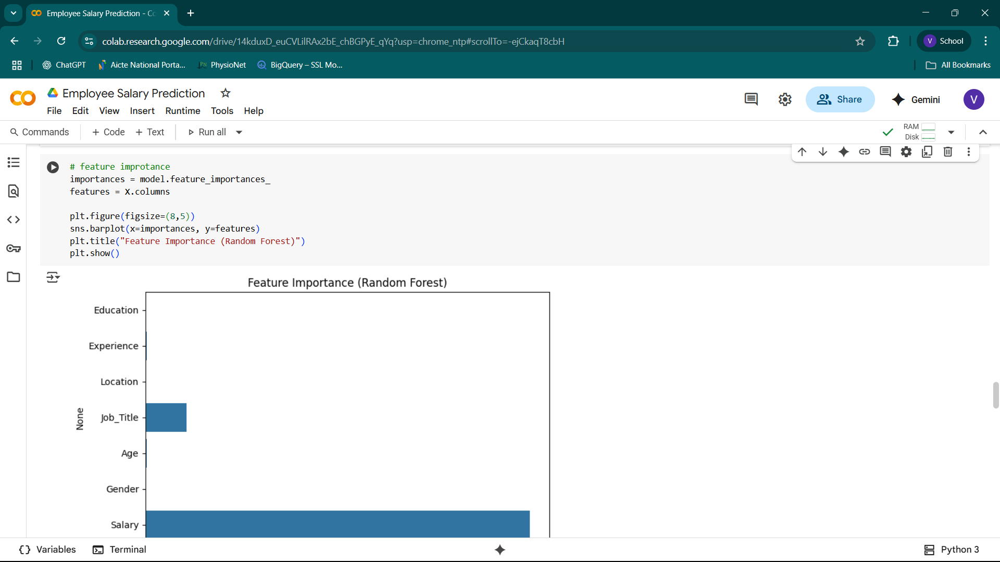 Employee Salary Prediction - Co
colab.research.google.com/drive/14kduxD_euCVLilRAx2bE_chBGPyE_qYq?usp=chrome_ntp#scrollTo=-ejCkaqT8cbH
V School
ChatGPT
Aicte National Porta...
PhysioNet
BigQuery – SSL Mo...
All Bookmarks
Employee Salary Prediction
File Edit View Insert Runtime Tools Help
Share
Gemini
V
Commands
+ Code + Text
Run all
RAM
Disk
# feature improtance
importances = model.feature_importances_
features = X.columns
plt.figure(figsize=(8,5))
sns.barplot(x=importances, y=features)
plt.title("Feature Importance (Random Forest)")
plt.show()
Feature Importance (Random Forest)
Education
Experience
Location
None
Job_Title
Age
Gender
Salary
Variables
Terminal
Python 3